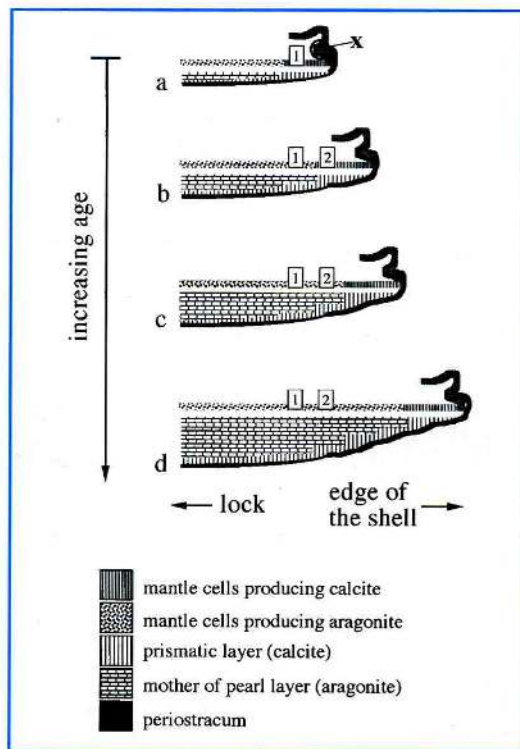 1
x
a
1 2
b
increasing age
1 2
c
1 2
d
lock
edge of
the shell
mantle cells producing calcite
mantle cells producing aragonite
prismatic layer (calcite)
mother of pearl layer (aragonite)
periostracum